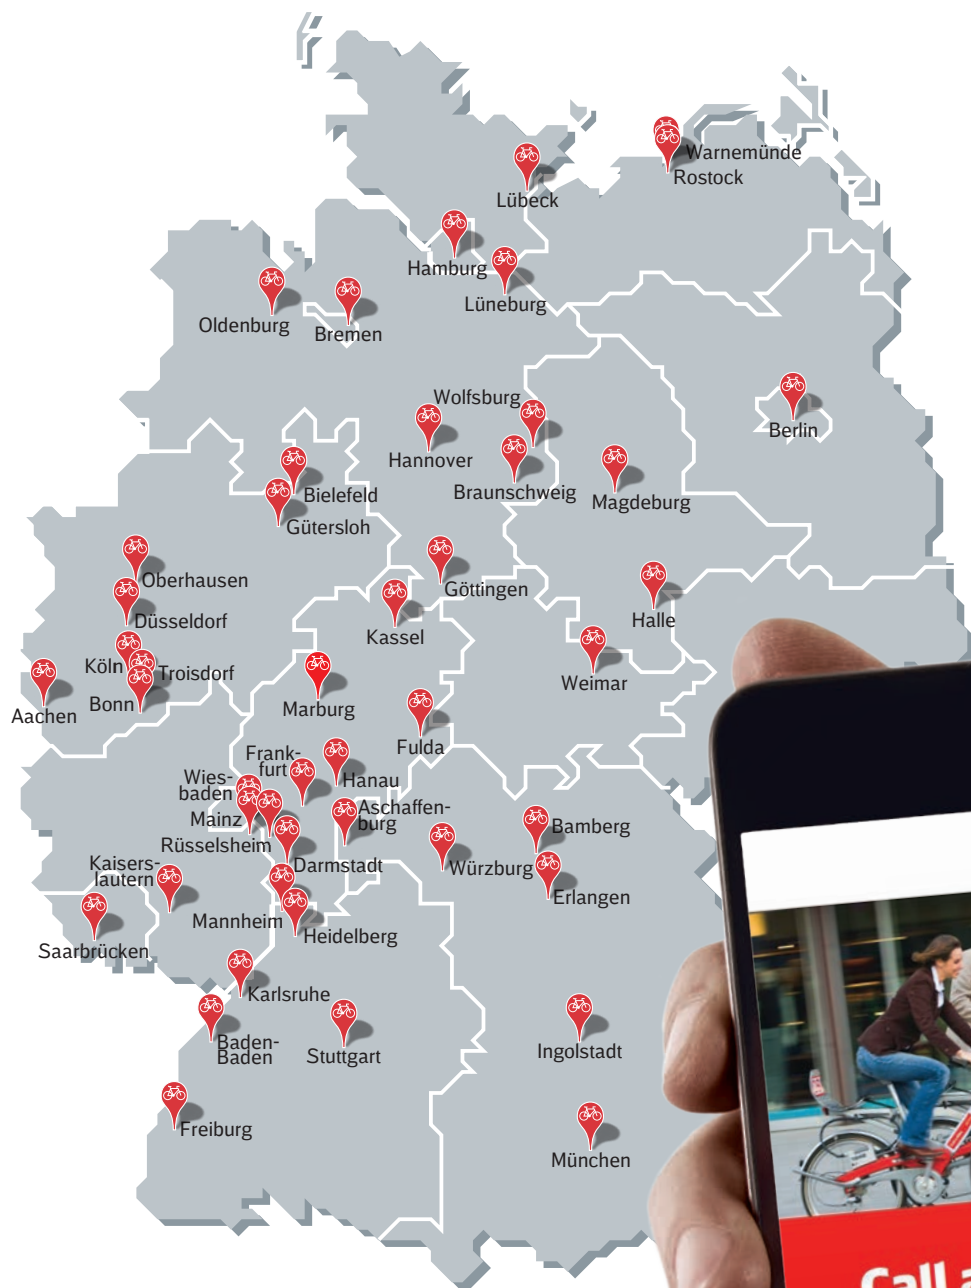 Warnemünde
Rostock
Lübeck
Hamburg
Lüneburg
Oldenburg
Bremen
Wolfsburg
Berlin
Hannover
Braunschweig
Magdeburg
Bielefeld
Gütersloh
Oberhausen
Göttingen
Düsseldorf
Halle
Kassel
Köln
Troisdorf
Weimar
Aachen
Bonn
Marburg
Fulda
Frank-
furt
Hanau
Wies-
baden
Mainz
Aschaffen-
burg
Rüsselsheim
Bamberg
Darmstadt
Würzburg
Kaisers-
lautern
Erlangen
Mannheim
Heidelberg
Saarbrücken
Karlsruhe
Baden-
Baden
Stuttgart
Ingolstadt
Freiburg
München
Call a